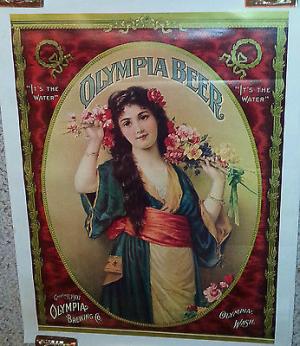 OLYMPIA BEER
"IT'S THE
WATER"
"IT'S THE
WATER"
OLYMPIA
BREWING CO.
OLYMPIA,
WASH.